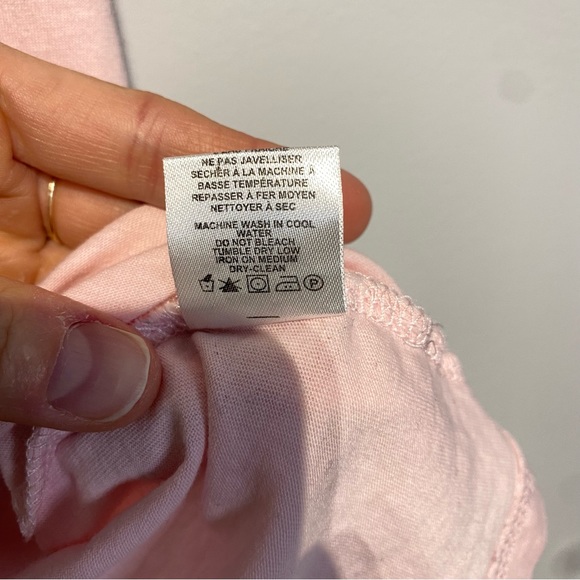 NE PAS JAVELLISER
SÉCHER À LA MACHINE À
BASSE TEMPÉRATURE
REPASSER À FER MOYEN
NETTOYER À SEC
MACHINE WASH IN COOL
WATER
DO NOT BLEACH
TUMBLE DRY LOW
IRON ON MEDIUM
DRY-CLEAN
P